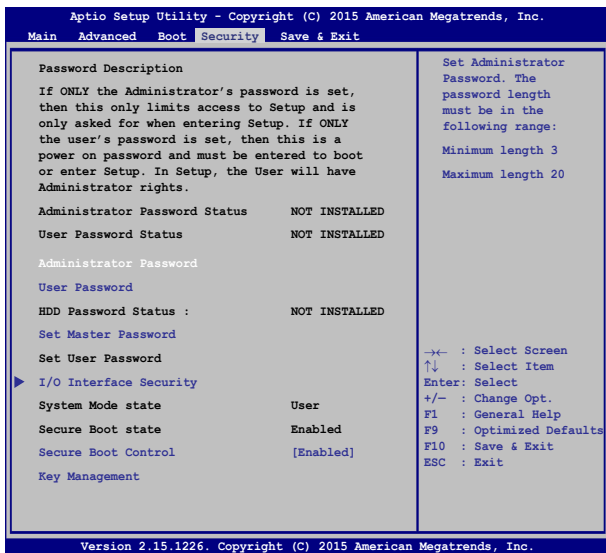 Aptio Setup Utility - Copyright (C) 2015 American Megatrends, Inc.
Main Advanced Boot Security Save & Exit
Password Description
If ONLY the Administrator's password is set,
then this only limits access to Setup and is
only asked for when entering Setup. If ONLY
the user's password is set, then this is a
power on password and must be entered to boot
or enter Setup. In Setup, the User will have
Administrator rights.
Administrator Password Status NOT INSTALLED
User Password Status NOT INSTALLED
Administrator Password
User Password
HDD Password Status : NOT INSTALLED
Set Master Password
Set User Password
I/O Interface Security
System Mode state User
Secure Boot state Enabled
Secure Boot Control [Enabled]
Key Management
Set Administrator
Password. The
password length
must be in the
following range:
Minimum length 3
Maximum length 20
→← : Select Screen
↑↓ : Select Item
Enter: Select
+/— : Change Opt.
F1 : General Help
F9 : Optimized Defaults
F10 : Save & Exit
ESC : Exit
Version 2.15.1226. Copyright (C) 2015 American Megatrends, Inc.